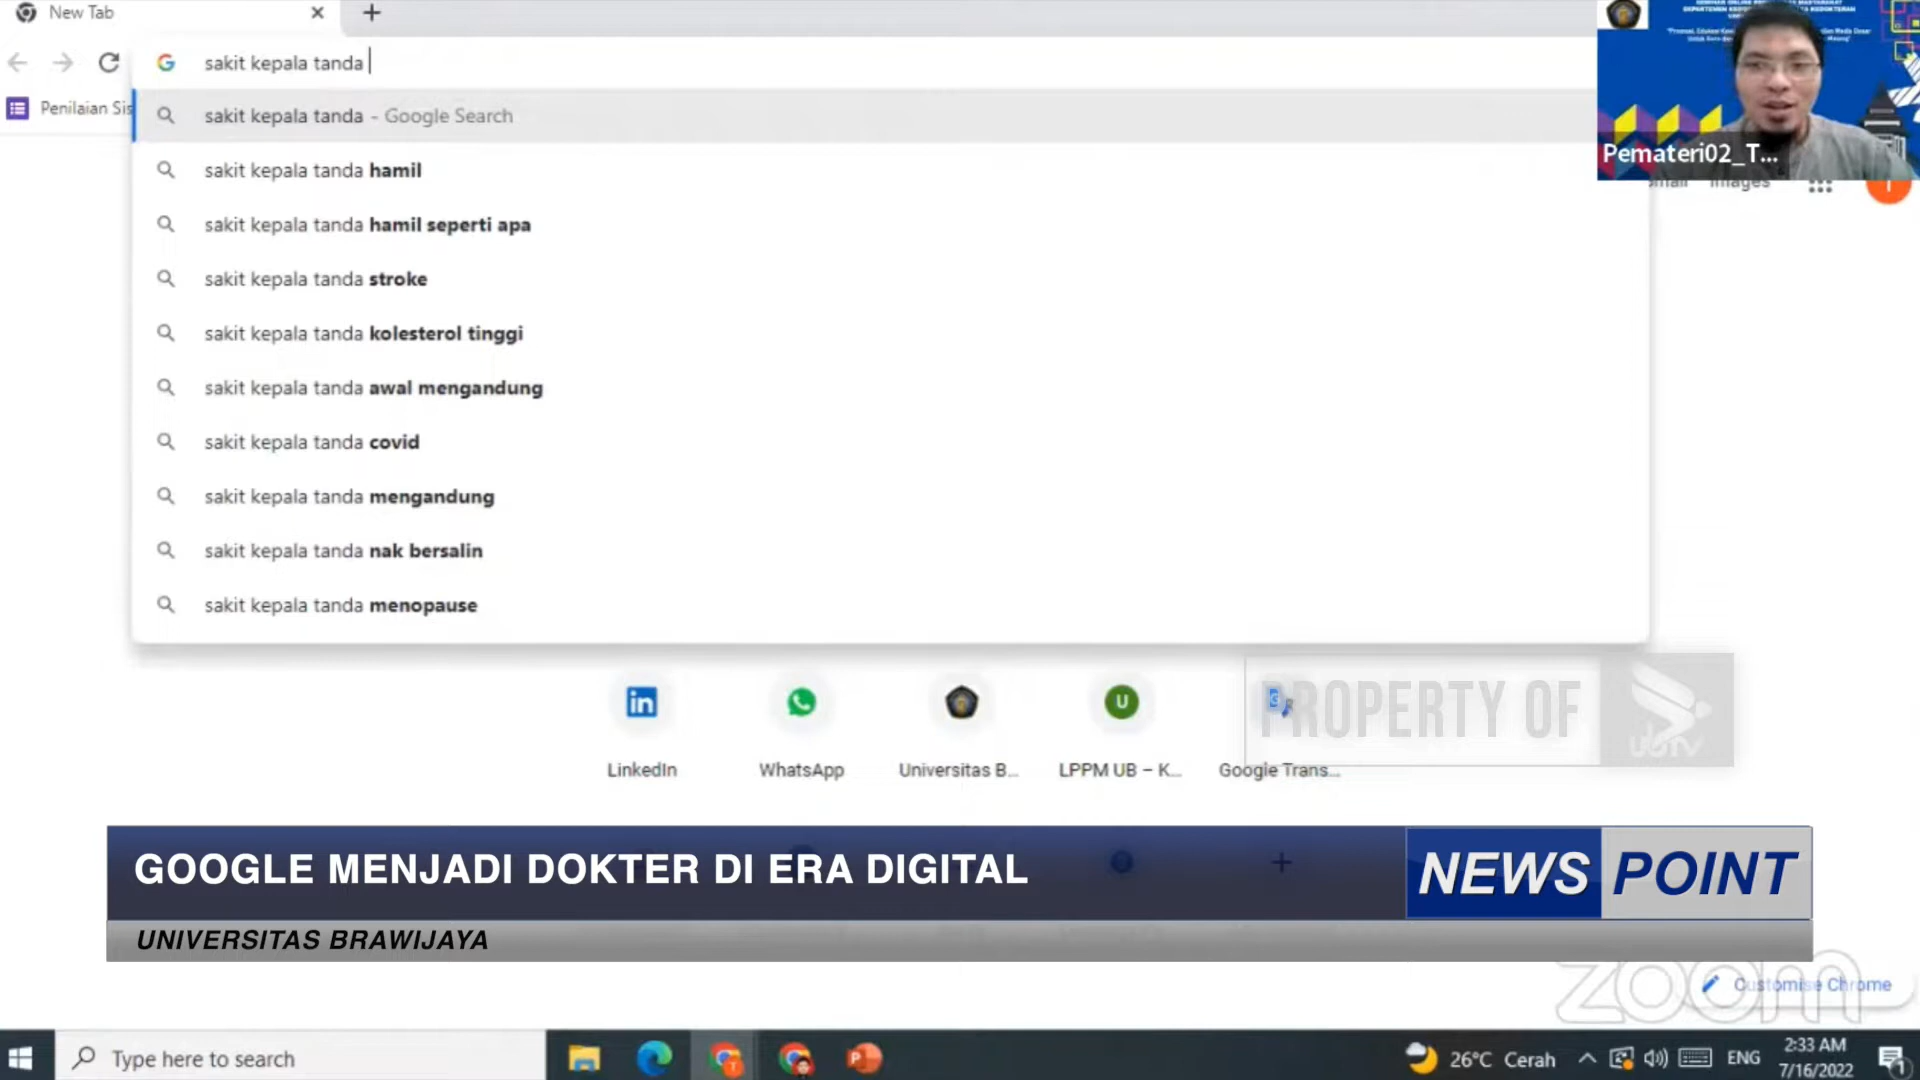 New Tab
sakit kepala tanda
Penilaian Sis
sakit kepala tanda - Google Search
sakit kepala tanda hamil
sakit kepala tanda hamil seperti apa
sakit kepala tanda stroke
sakit kepala tanda kolesterol tinggi
sakit kepala tanda awal mengandung
sakit kepala tanda covid
sakit kepala tanda mengandung
sakit kepala tanda nak bersalin
sakit kepala tanda menopause
Pemateri02_T...
Images
LinkedIn
WhatsApp
Universitas B...
U
LPPM UB – K...
Google Trans...
PROPERTY OF
UBTV
GOOGLE MENJADI DOKTER DI ERA DIGITAL
NEWS POINT
UNIVERSITAS BRAWIJAYA
zoom
Customise Chrome
Type here to search
26°C Cerah
ENG
2:33 AM
7/16/2022
1